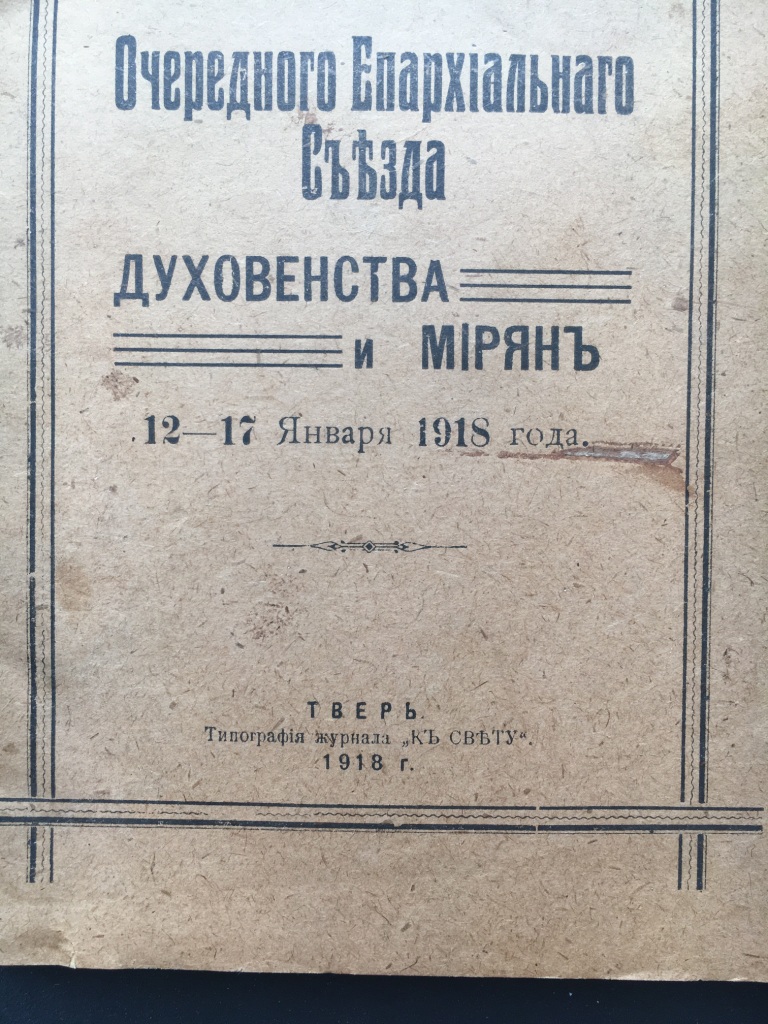 Очередного Епархіальнаго
Съѣзда
ДУХОВЕНСТВА
и МІРЯНЪ
12—17 Января 1918 года.
ТВЕРЬ.
Типографія журнала „КЪ СВѢТУ“.
1918 г.